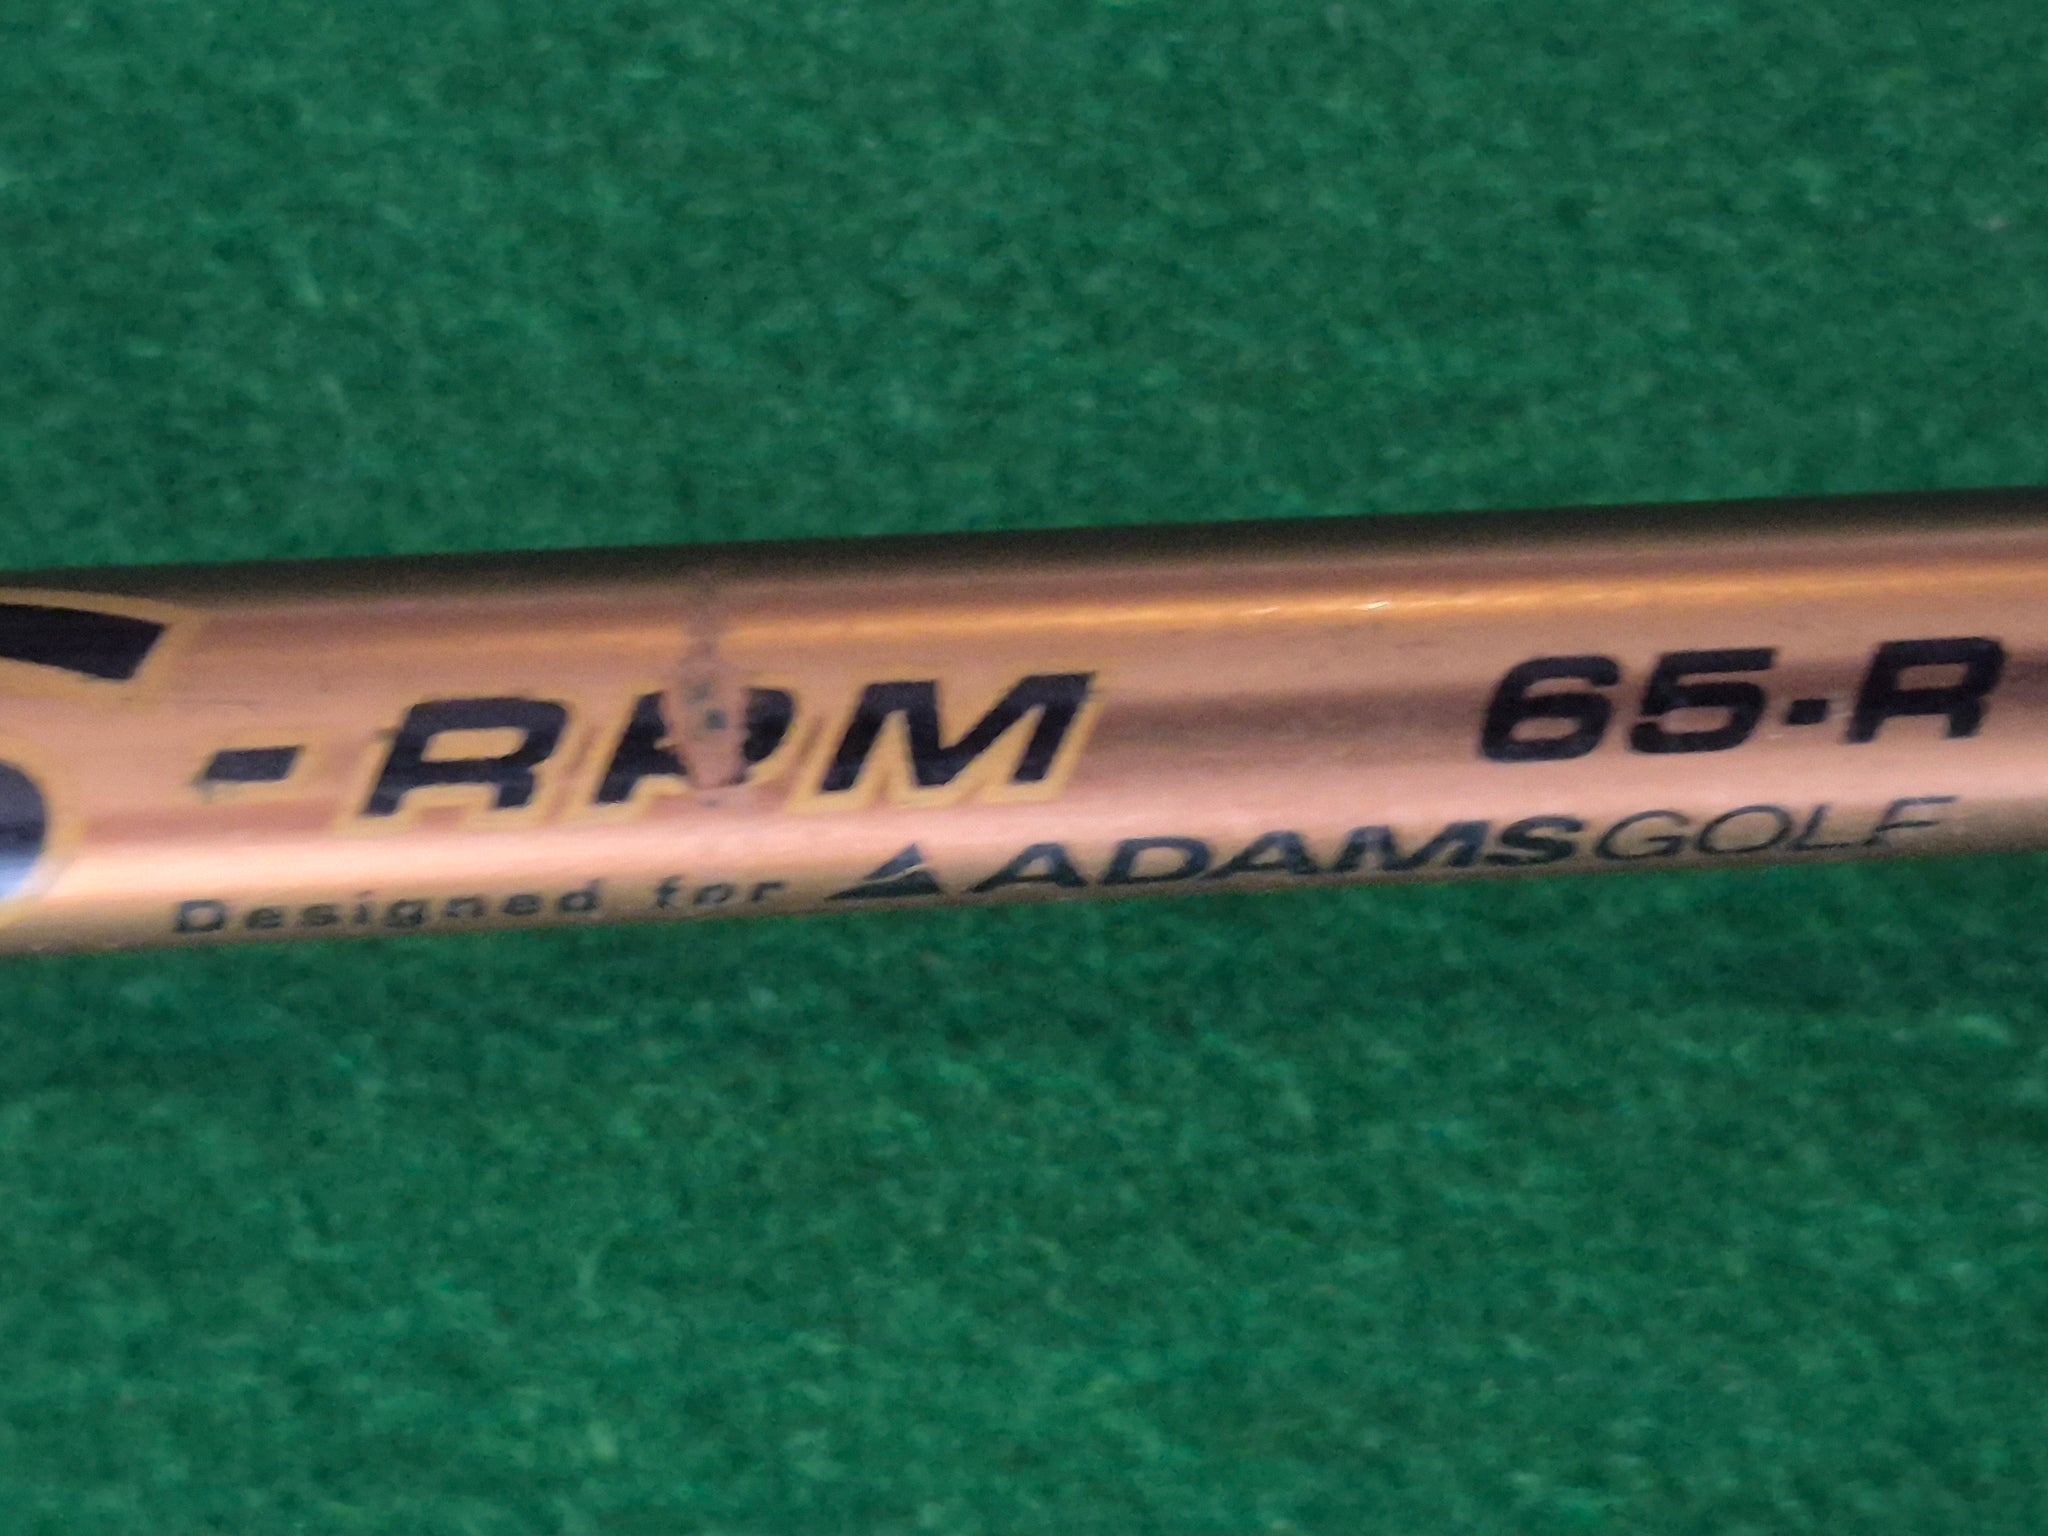 -RPM 65•R
Designed for ADAMSGOLF